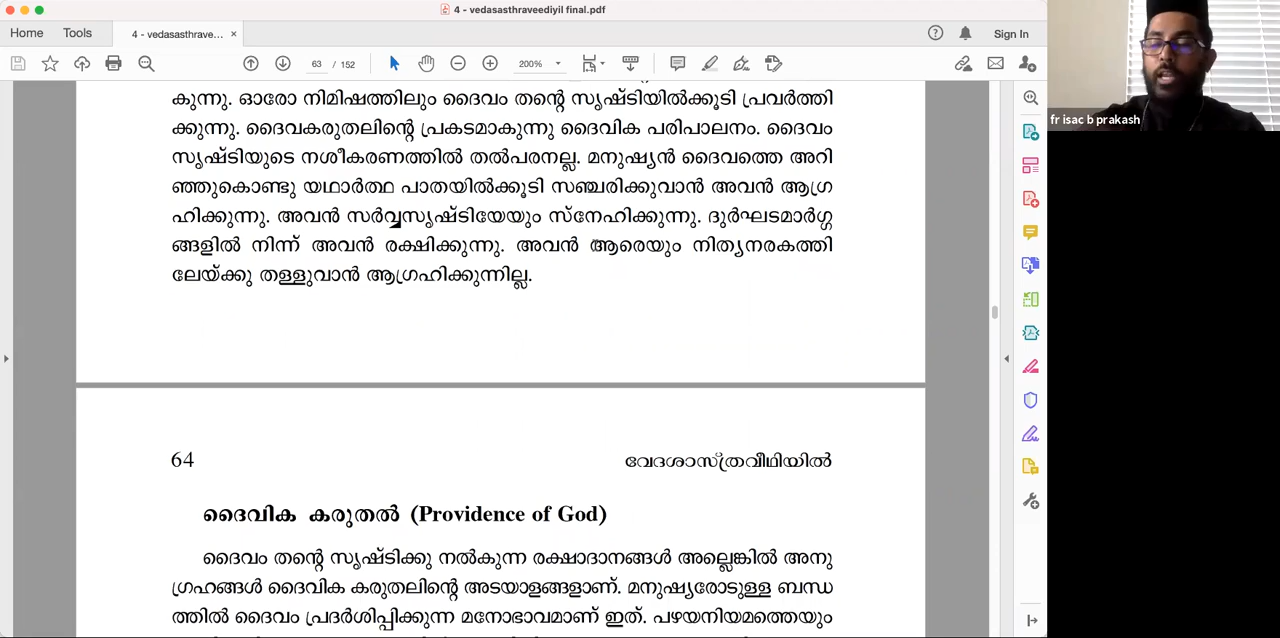 4 - vedasasthraveediyil final.pdf
Home Tools 4 - vedasasthrave... × Sign In
63 / 152 200%
കുന്നു. ഓരോ നിമിഷത്തിലും ദൈവം തന്റെ സൃഷ്ടിയിൽക്കൂടി പ്രവർത്തി
ക്കുന്നു. ദൈവകരുതലിന്റെ പ്രകടമാകുന്നു ദൈവിക പരിപാലനം. ദൈവം
സൃഷ്ടിയുടെ നശീകരണത്തിൽ തൽപരനല്ല. മനുഷ്യൻ ദൈവത്തെ അറി
ഞ്ഞുകൊണ്ടു യഥാർത്ഥ പാതയിൽക്കൂടി സഞ്ചരിക്കുവാൻ അവൻ ആഗ്ര
ഹിക്കുന്നു. അവൻ സർവ്വസൃഷ്ടിയേയും സ്നേഹിക്കുന്നു. ദുർഘടമാർഗ്ഗ
ങ്ങളിൽ നിന്ന് അവൻ രക്ഷിക്കുന്നു. അവൻ ആരെയും നിത്യനരകത്തി
ലേയ്ക്കു തള്ളുവാൻ ആഗ്രഹിക്കുന്നില്ല.
64 വേദശാസ്ത്രവീഥിയിൽ
ദൈവിക കരുതൽ (Providence of God)
ദൈവം തന്റെ സൃഷ്ടിക്കു നൽകുന്ന രക്ഷാദാനങ്ങൾ അല്ലെങ്കിൽ അനു
ഗ്രഹങ്ങൾ ദൈവിക കരുതലിന്റെ അടയാളങ്ങളാണ്. മനുഷ്യരോടുള്ള ബന്ധ
ത്തിൽ ദൈവം പ്രദർശിപ്പിക്കുന്ന മനോഭാവമാണ് ഇത്. പഴയനിയമത്തെയും
fr isac b prakash